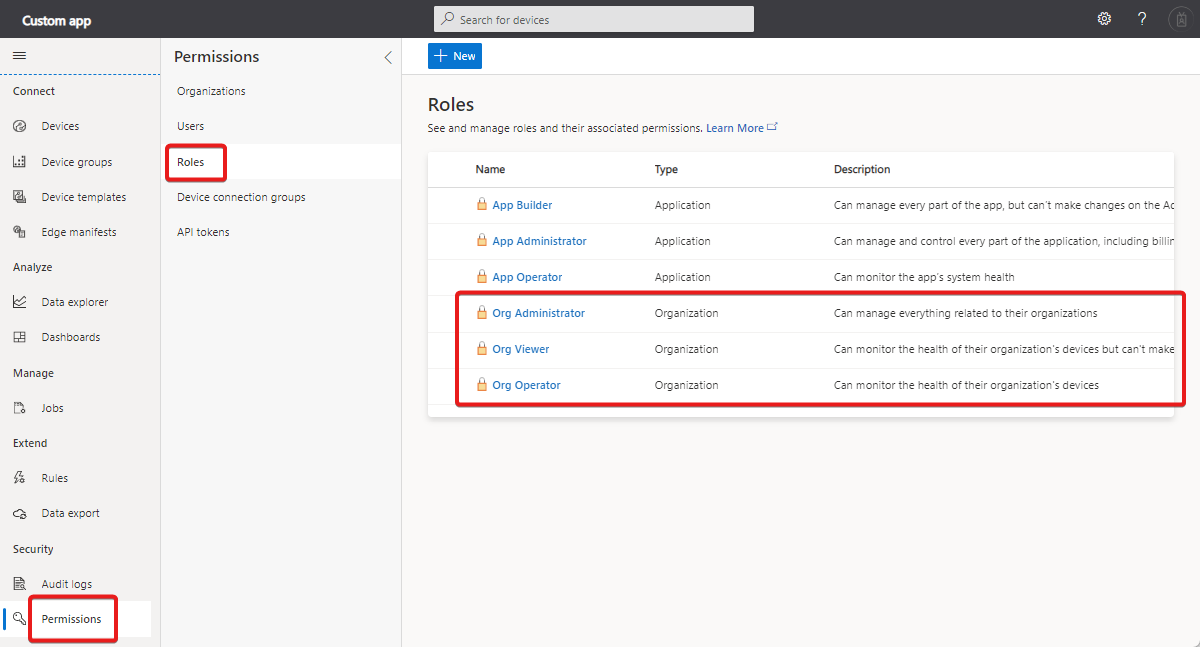 Custom app
Search for devices
?
Connect
Devices
Device groups
Device templates
Edge manifests
Analyze
Data explorer
Dashboards
Manage
Jobs
Extend
Rules
Data export
Security
Audit logs
Permissions
Permissions
Organizations
Users
Roles
Device connection groups
API tokens
New
Roles
See and manage roles and their associated permissions. Learn More
Name Type Description
App Builder Application Can manage every part of the app, but can't make changes on the Ac
App Administrator Application Can manage and control every part of the application, including billin
App Operator Application Can monitor the app's system health
Org Administrator Organization Can manage everything related to their organizations
Org Viewer Organization Can monitor the health of their organization's devices but can't make
Org Operator Organization Can monitor the health of their organization's devices